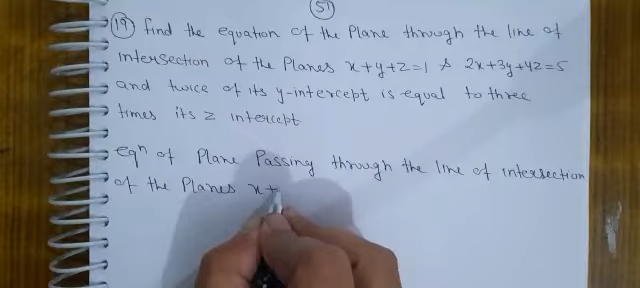 (51)
(19) Find the equation of the Plane through the line of
intersection of the Planes x+y+z=1 & 2x+3y+4z=5
and twice of its y-intercept is equal to three
times its z intercept
eqn of Plane Passing through the line of intersection
of the Planes x+